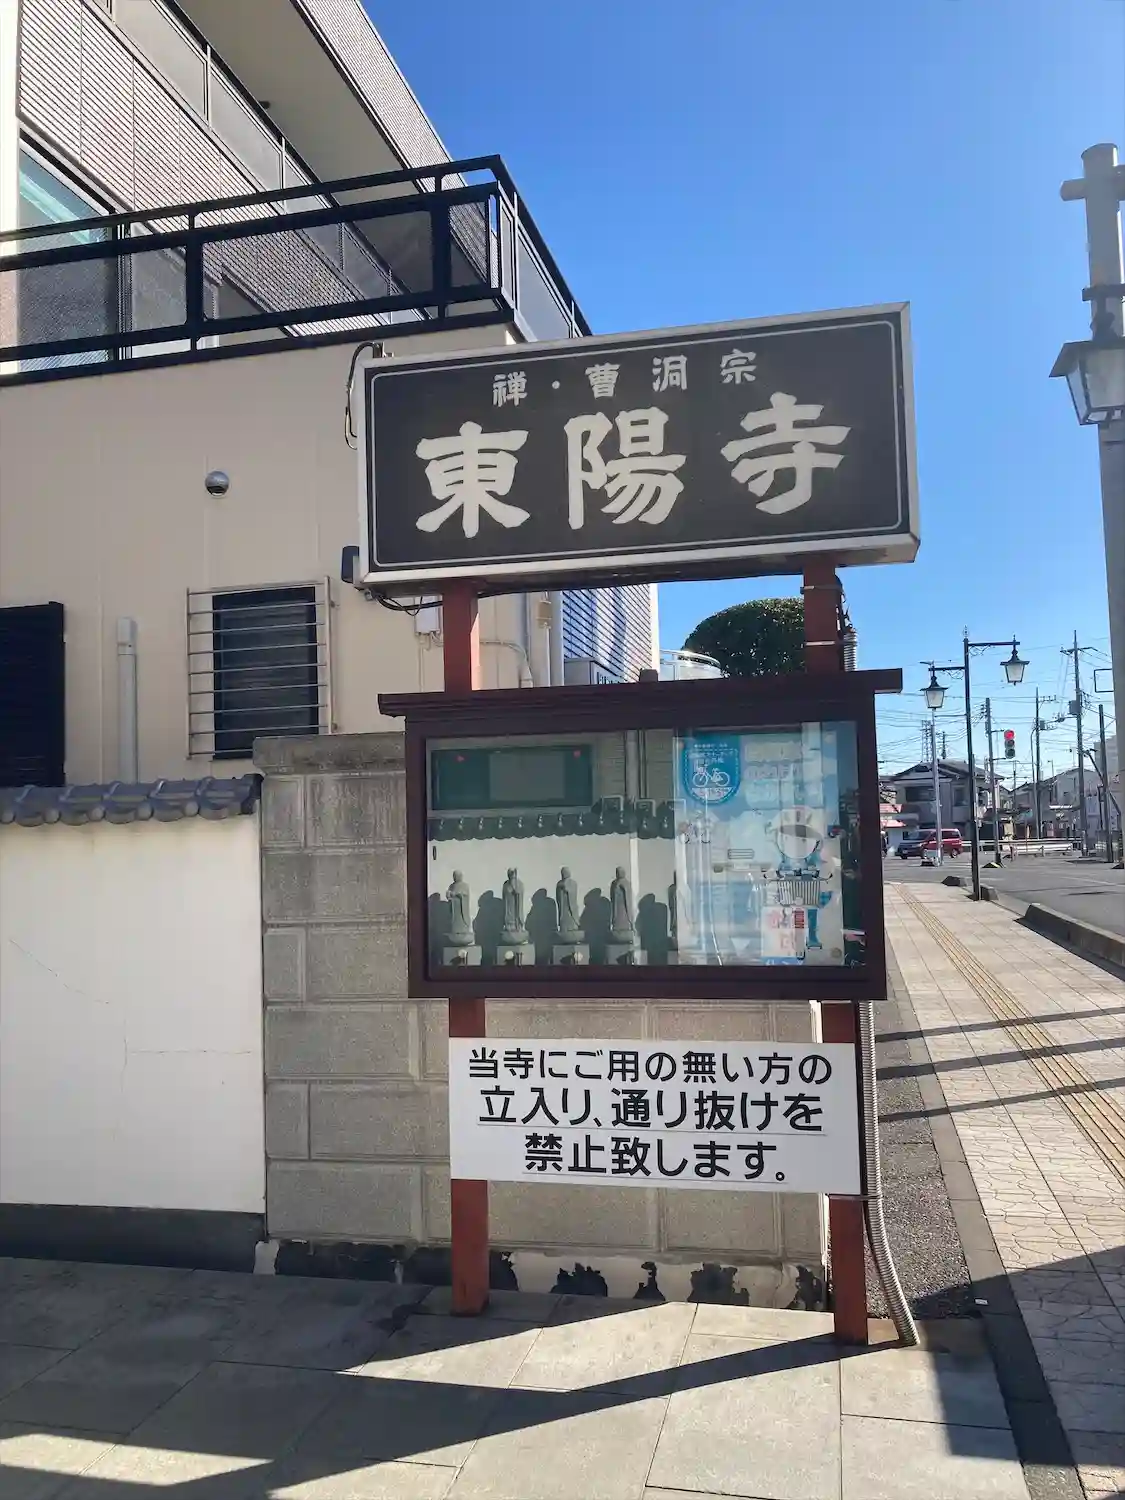 禅・曹洞宗
東陽寺
当寺にご用の無い方の
立入り、通り抜けを
禁止致します。